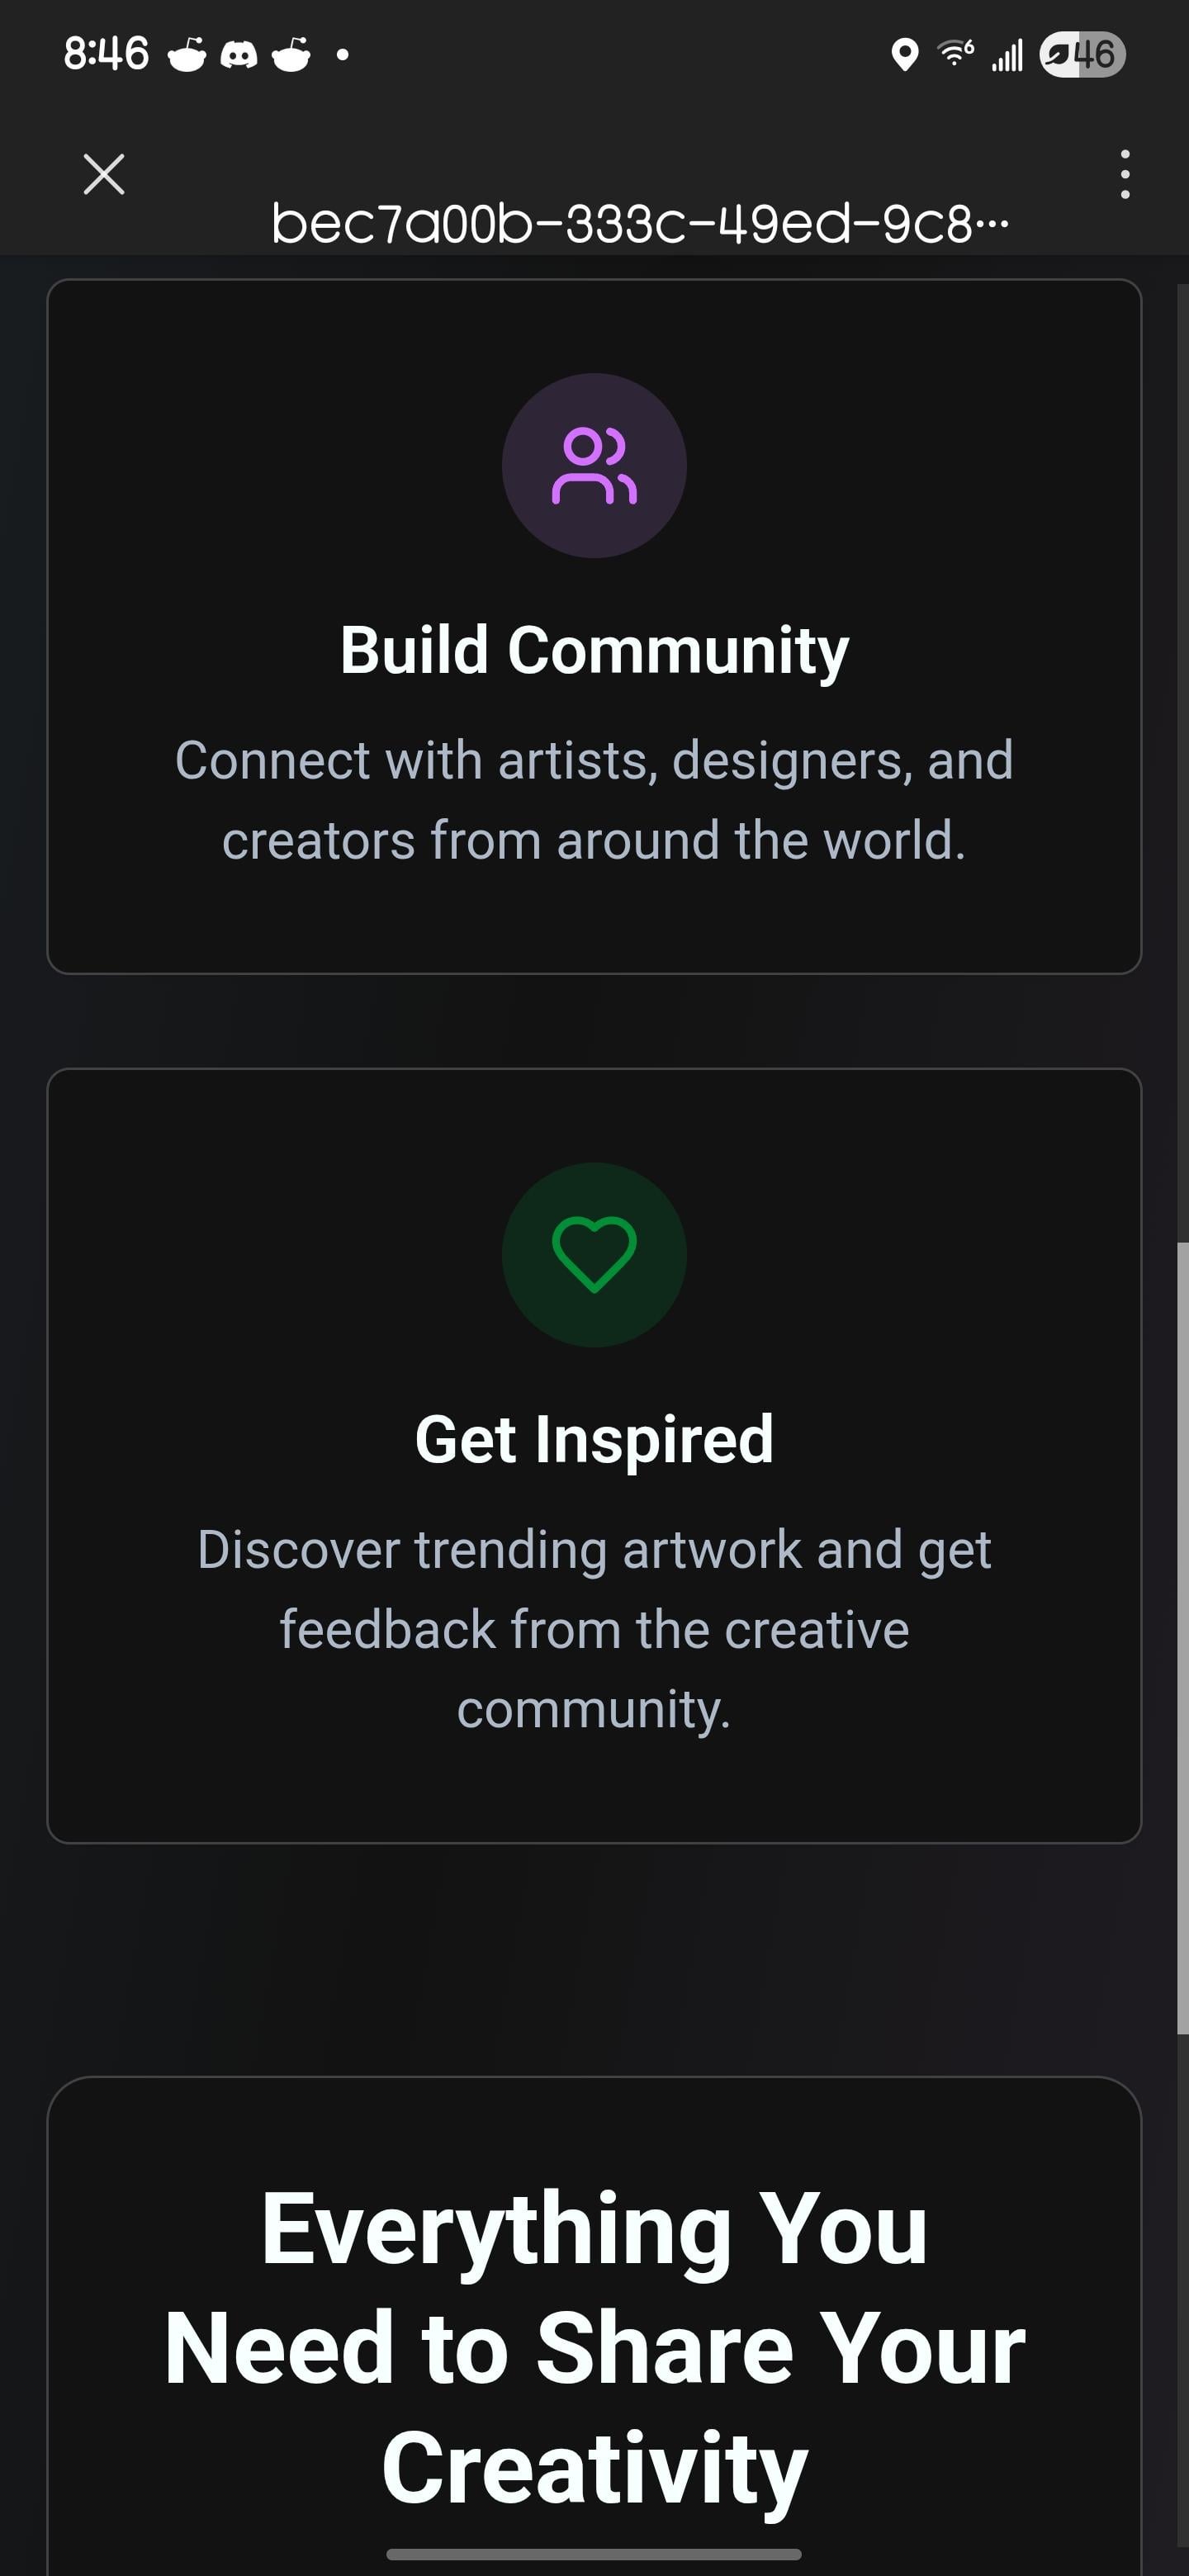 8:46
46
bec7a00b-333c-49ed-9c8...
Build Community
Connect with artists, designers, and
creators from around the world.
Get Inspired
Discover trending artwork and get
feedback from the creative
community.
Everything You
Need to Share Your
Creativity